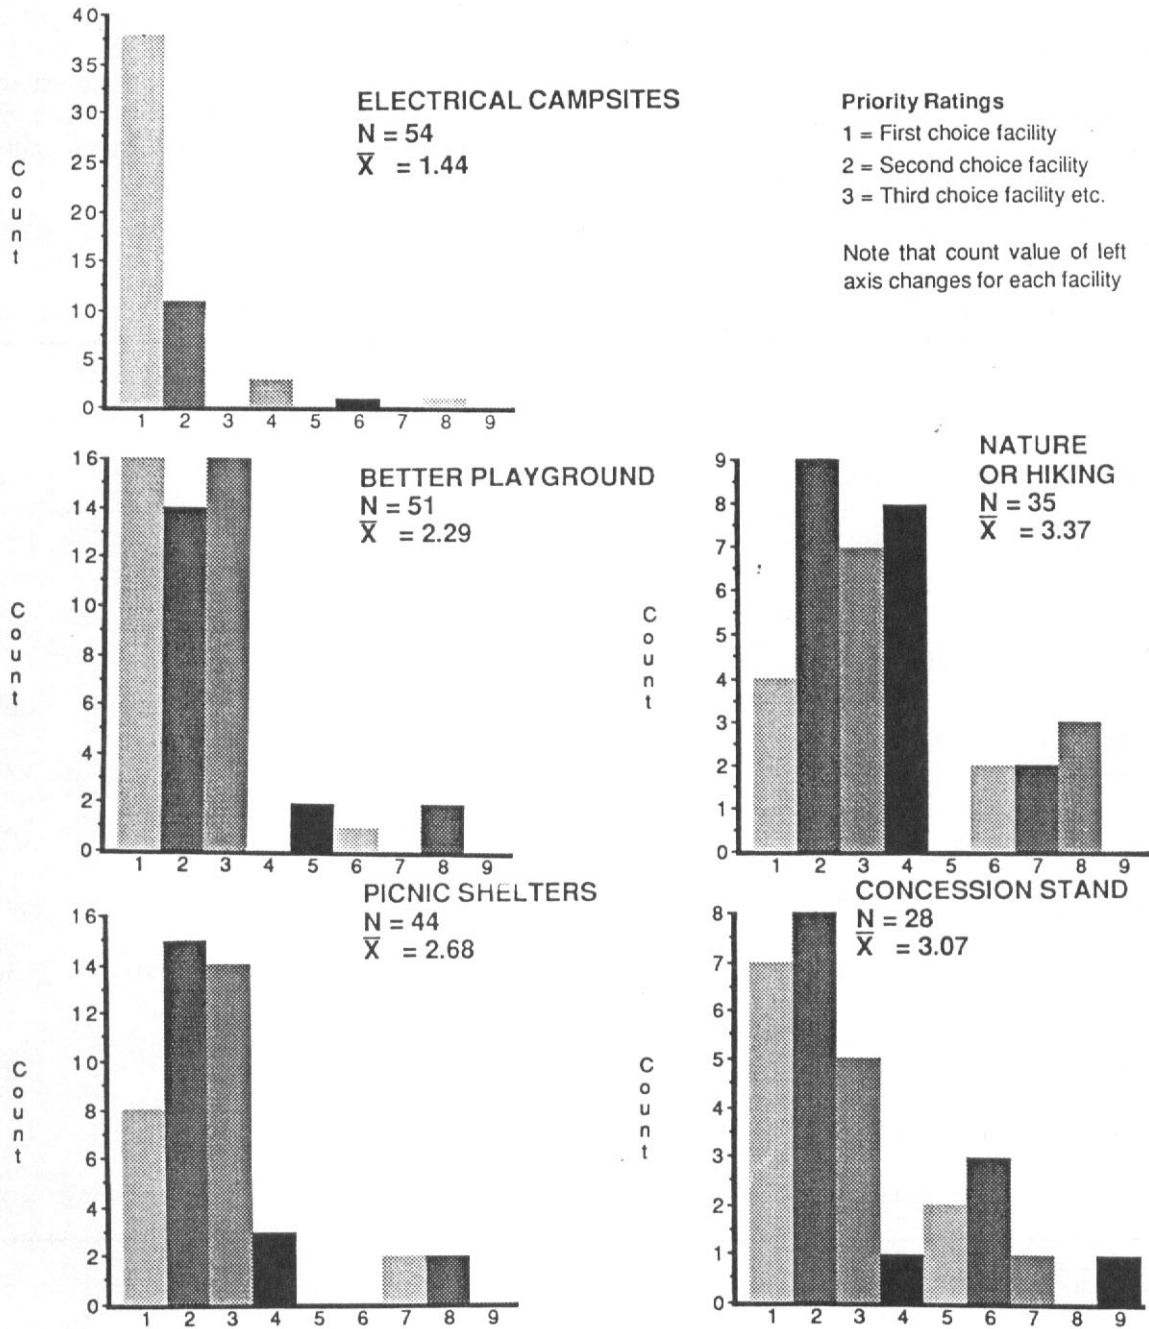 40
35
30
25
20
15
10
5
0
Count
1 2 3 4 5 6 7 8 9
ELECTRICAL CAMPSITES
N = 54
X̅ = 1.44
Priority Ratings
1 = First choice facility
2 = Second choice facility
3 = Third choice facility etc.
Note that count value of left
axis changes for each facility
16
14
12
10
8
6
4
2
0
Count
1 2 3 4 5 6 7 8 9
BETTER PLAYGROUND
N = 51
X̅ = 2.29
9
8
7
6
5
4
3
2
1
0
Count
1 2 3 4 5 6 7 8 9
NATURE
OR HIKING
N = 35
X̅ = 3.37
16
14
12
10
8
6
4
2
0
Count
1 2 3 4 5 6 7 8 9
PICNIC SHELTERS
N = 44
X̅ = 2.68
8
7
6
5
4
3
2
1
0
Count
1 2 3 4 5 6 7 8 9
CONCESSION STAND
N = 28
X̅ = 3.07